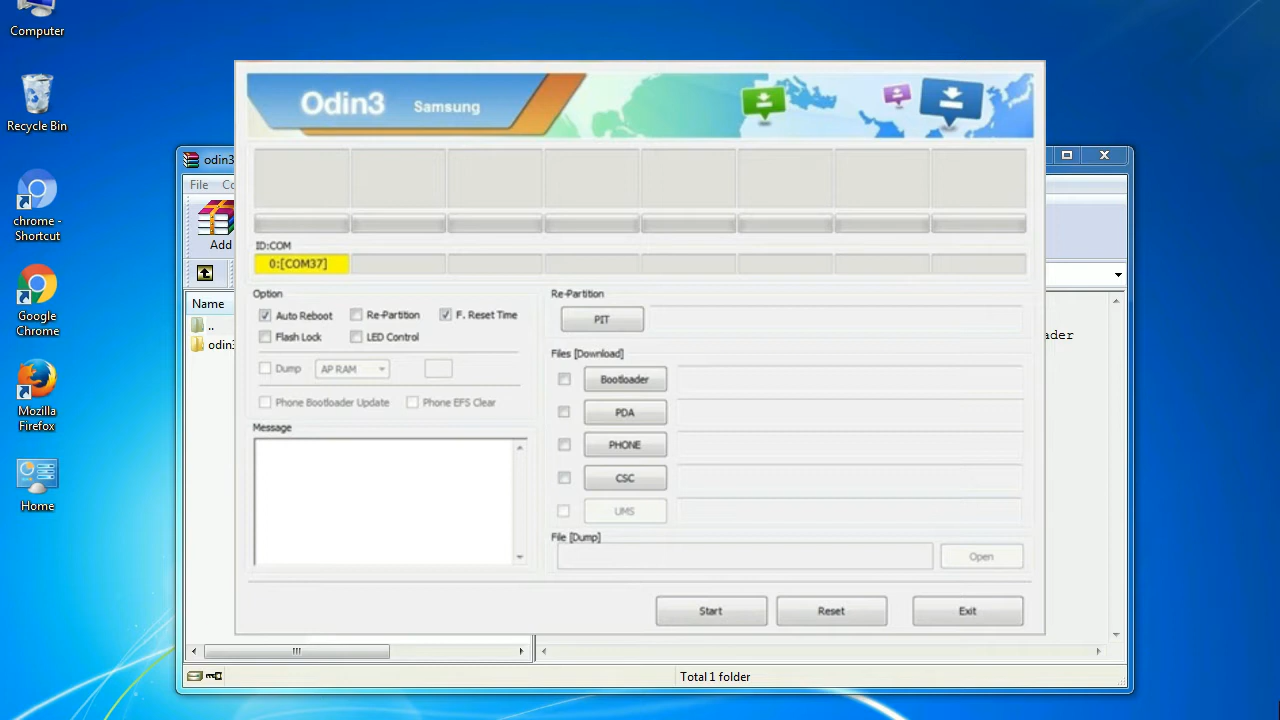 Computer
Recycle Bin
chrome -
Shortcut
Google
Chrome
Mozilla
Firefox
Home
odin3
File
Add
Name
..
odin3
ader
Total 1 folder
Odin3 Samsung
ID:COM
0:[COM37]
Option
Auto Reboot Re-Partition F. Reset Time
Flash Lock LED Control
Dump AP RAM
Phone Bootloader Update Phone EFS Clear
Message
Re-Partition
PIT
Files [Download]
Bootloader
PDA
PHONE
CSC
UMS
File [Dump]
Open
Start Reset Exit